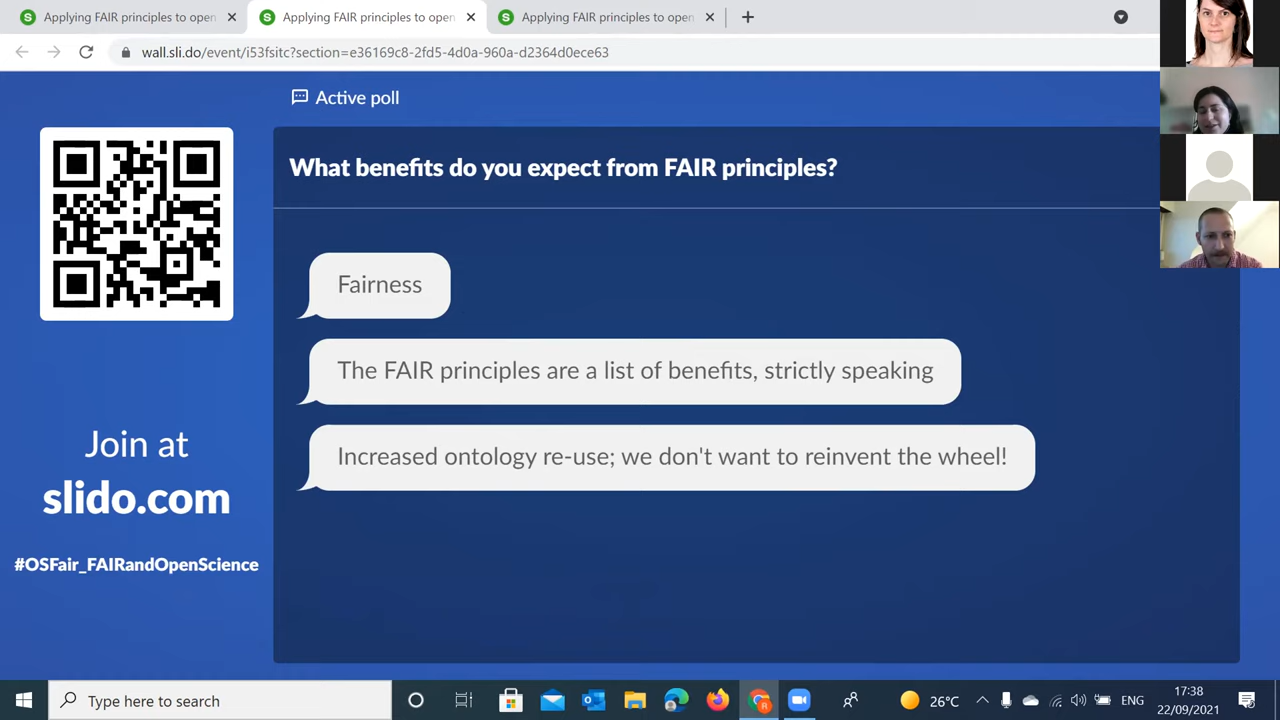 Applying FAIR principles to open
Applying FAIR principles to open
Applying FAIR principles to open
wall.sli.do/event/i53fsitc?section=e36169c8-2fd5-4d0a-960a-d2364d0ece63
Active poll
What benefits do you expect from FAIR principles?
Fairness
The FAIR principles are a list of benefits, strictly speaking
Increased ontology re-use; we don't want to reinvent the wheel!
Join at
slido.com
#OSFair_FAIRandOpenScience
Type here to search
26°C
ENG
17:38
22/09/2021